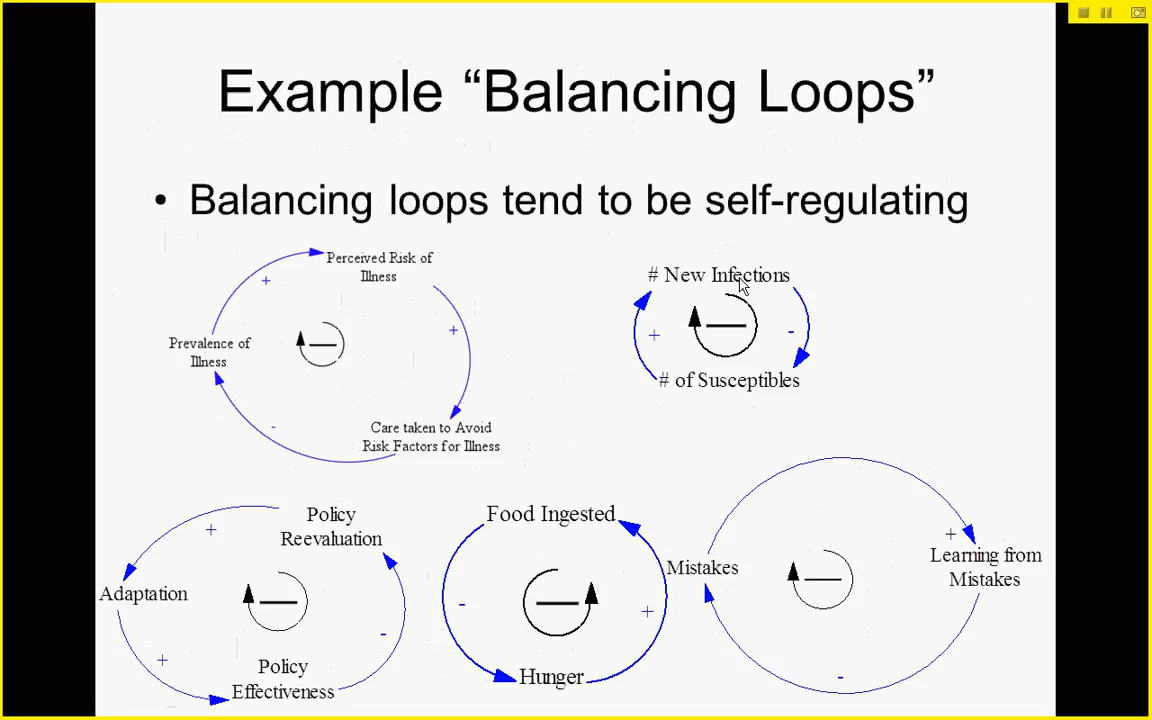 Example “Balancing Loops”
• Balancing loops tend to be self-regulating
Perceived Risk of
Illness
+
+
Prevalence of
Illness
Care taken to Avoid
Risk Factors for Illness
-
# New Infections
+
-
# of Susceptibles
Policy
Reevaluation
+
Adaptation
-
+
Policy
Effectiveness
Food Ingested
-
+
Hunger
Mistakes
+
Learning from
Mistakes
-